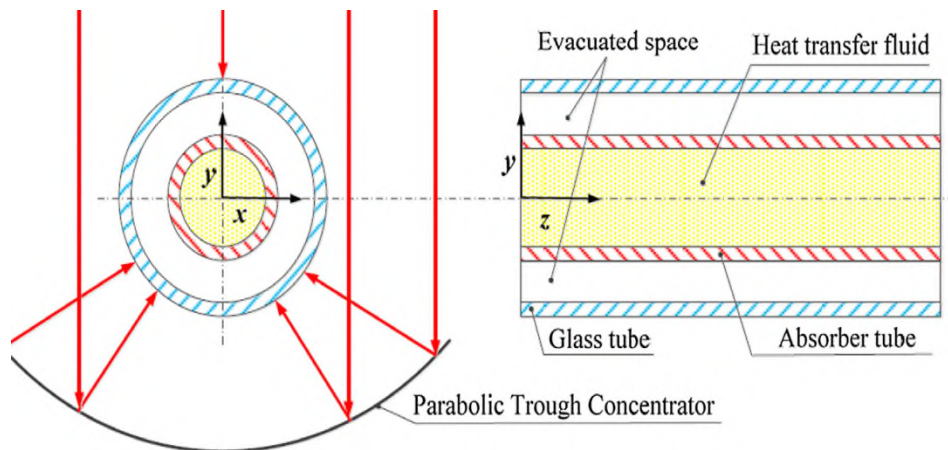 Evacuated space
Heat transfer fluid
y
x
y
z
Glass tube
Absorber tube
Parabolic Trough Concentrator